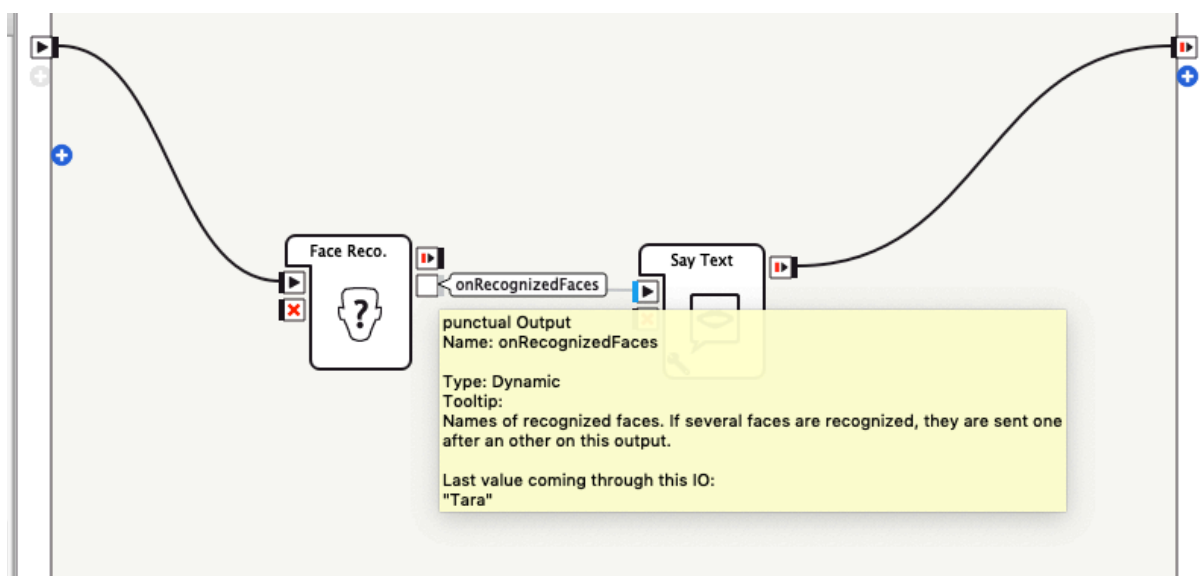 Face Reco.
Say Text
onRecognizedFaces
punctual Output
Name: onRecognizedFaces
Type: Dynamic
Tooltip:
Names of recognized faces. If several faces are recognized, they are sent one
after an other on this output.
Last value coming through this IO:
"Tara"